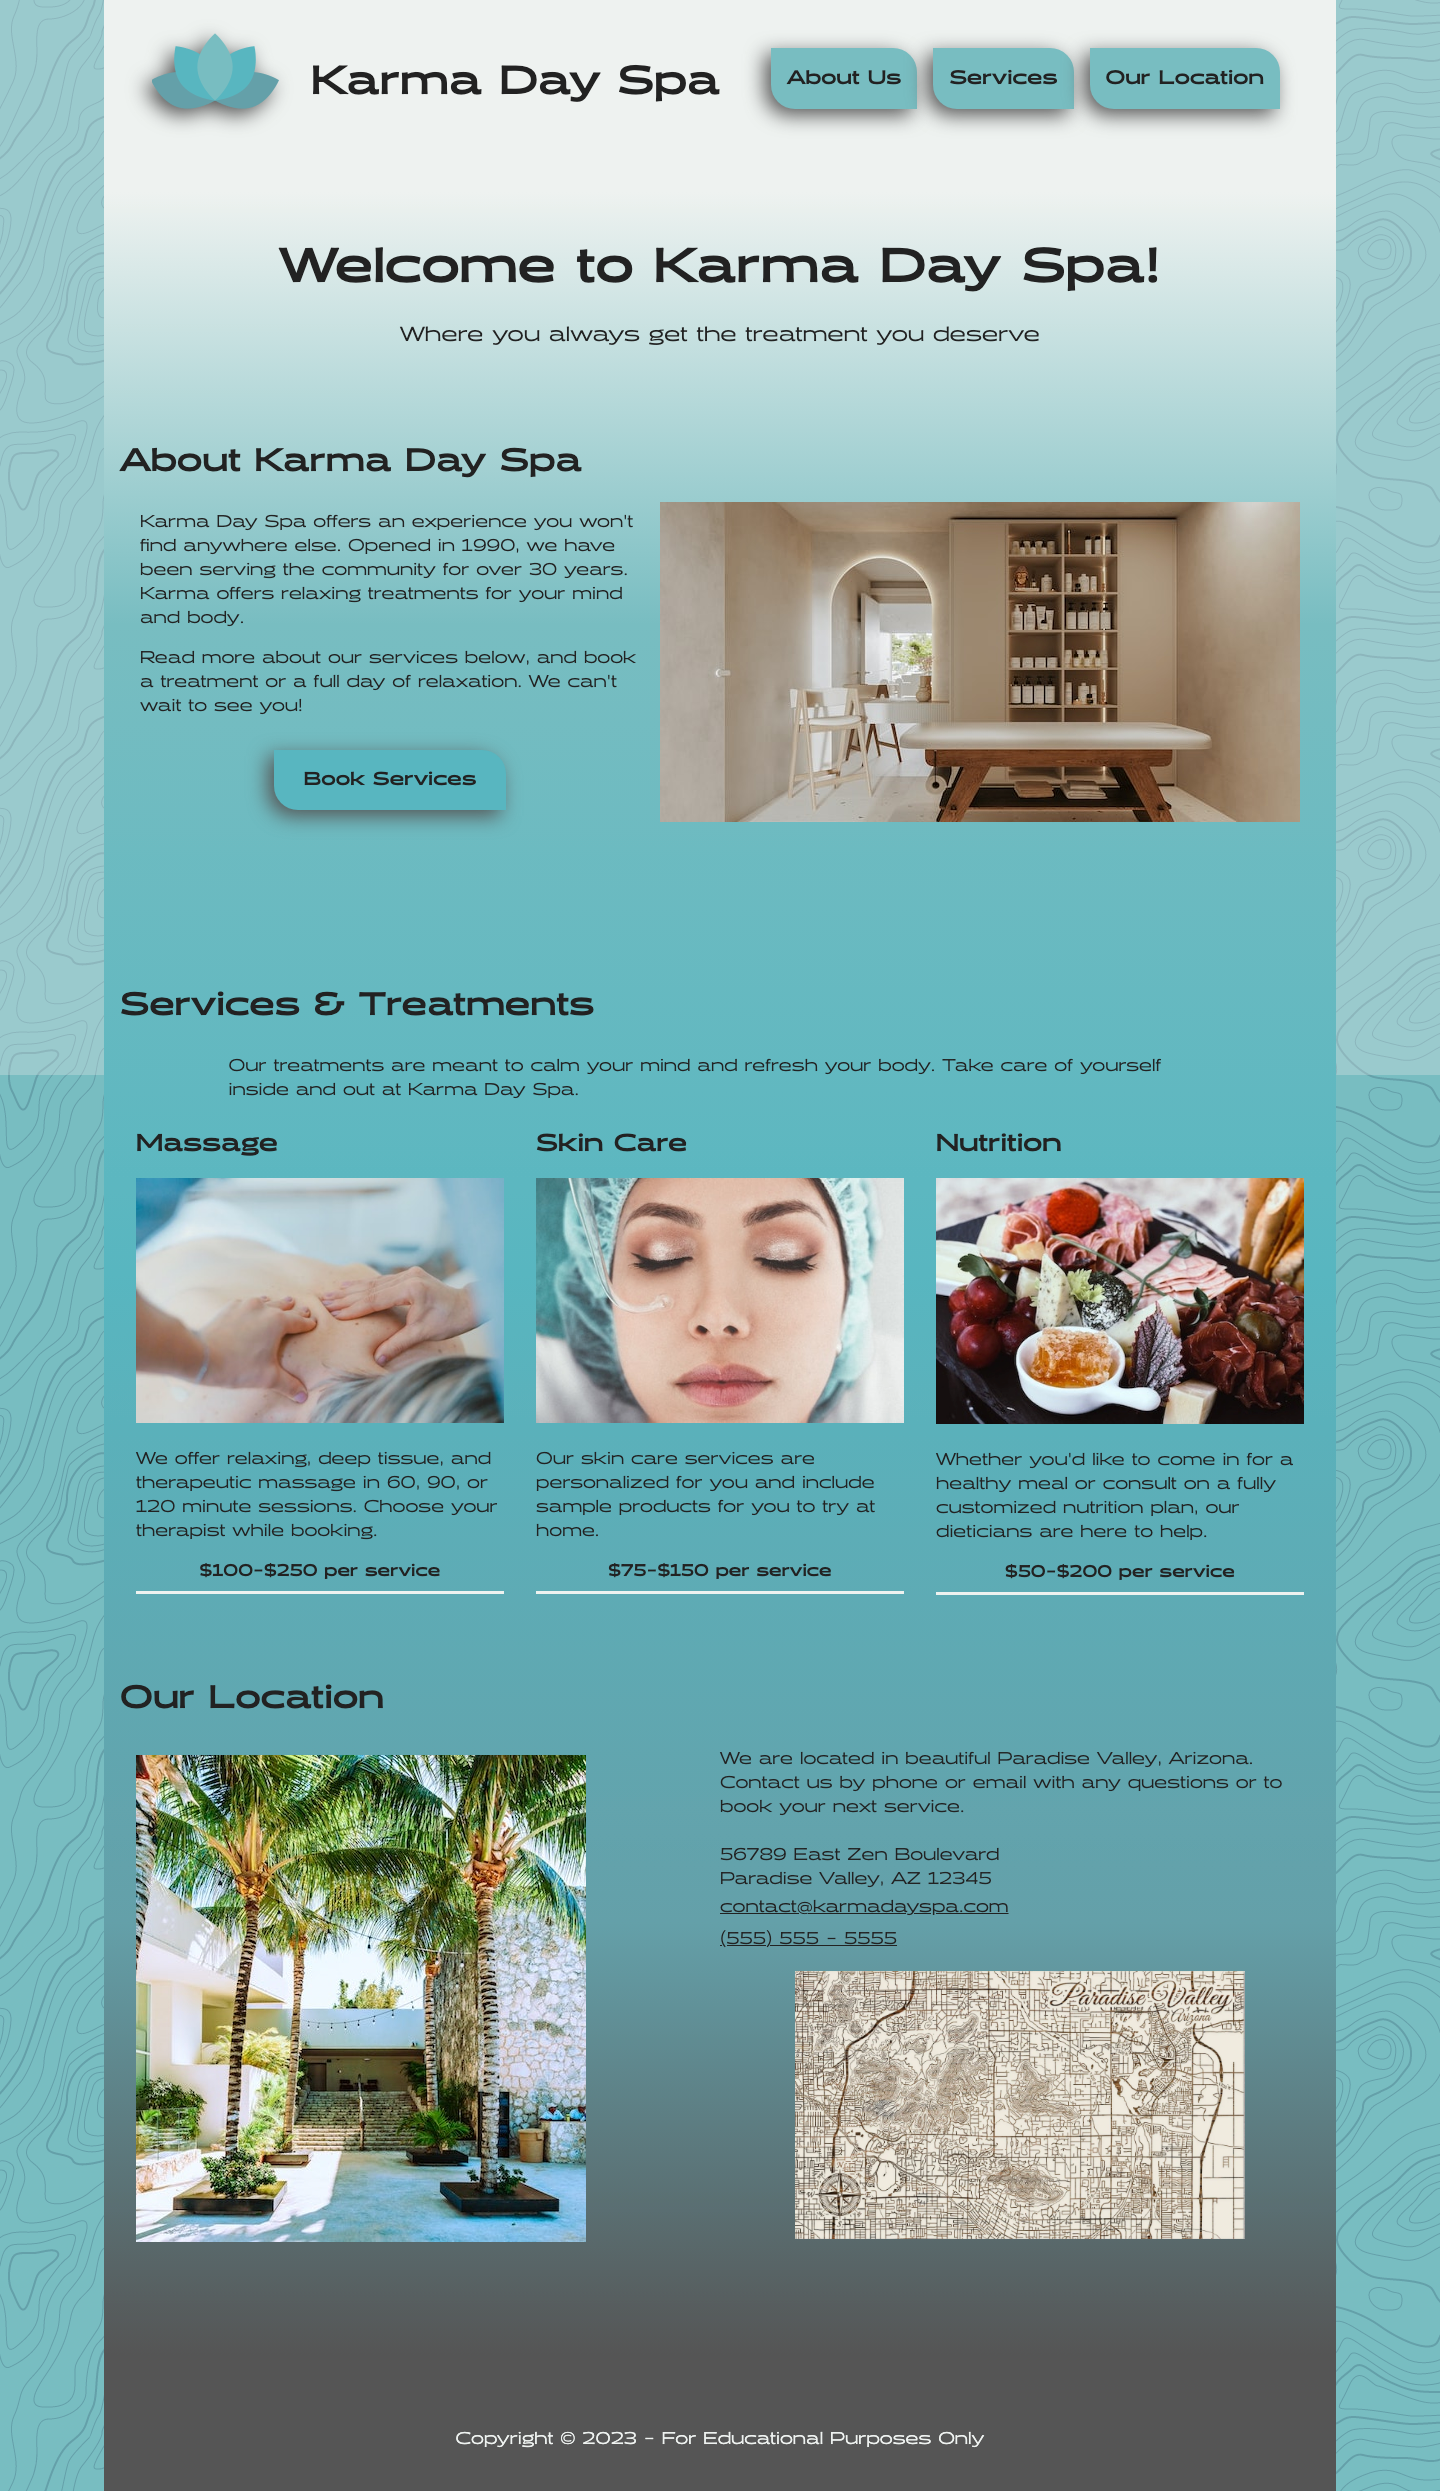 Karma Day Spa
About Us
Services
Our Location
Welcome to Karma Day Spa!
Where you always get the treatment you deserve
About Karma Day Spa
Karma Day Spa offers an experience you won't
find anywhere else. Opened in 1990, we have
been serving the community for over 30 years.
Karma offers relaxing treatments for your mind
and body.
Read more about our services below, and book
a treatment or a full day of relaxation. We can't
wait to see you!
Book Services
Services & Treatments
Our treatments are meant to calm your mind and refresh your body. Take care of yourself
inside and out at Karma Day Spa.
Massage
We offer relaxing, deep tissue, and
therapeutic massage in 60, 90, or
120 minute sessions. Choose your
therapist while booking.
$100-$250 per service
Skin Care
Our skin care services are
personalized for you and include
sample products for you to try at
home.
$75-$150 per service
Nutrition
Whether you'd like to come in for a
healthy meal or consult on a fully
customized nutrition plan, our
dieticians are here to help.
$50-$200 per service
Our Location
We are located in beautiful Paradise Valley, Arizona.
Contact us by phone or email with any questions or to
book your next service.
56789 East Zen Boulevard
Paradise Valley, AZ 12345
contact@karmadayspa.com
(555) 555 - 5555
Paradise Valley
Arizona
Copyright © 2023 - For Educational Purposes Only